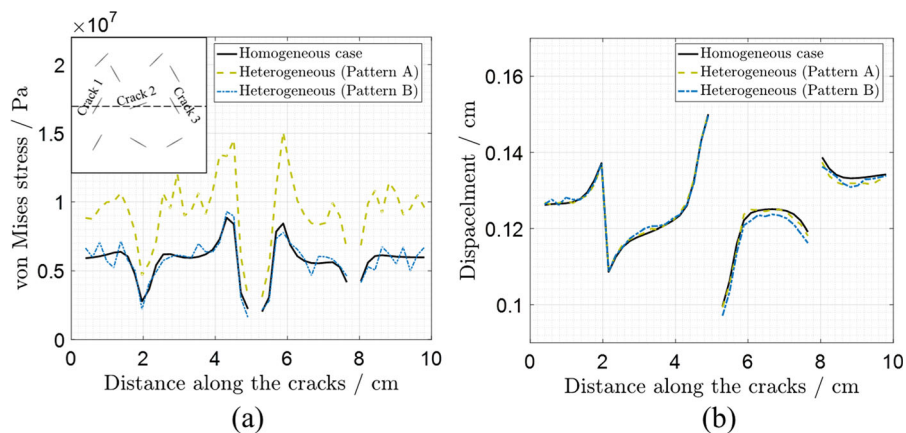 ×10⁷
2
1.5
1
0.5
0
von Mises stress / Pa
0 2 4 6 8 10
Distance along the cracks / cm
Homogeneous case
Heterogeneous (Pattern A)
Heterogeneous (Pattern B)
Crack 1
Crack 2
Crack 3
(a)
0.16
0.14
0.12
0.1
Dispacelment / cm
0 2 4 6 8 10
Distance along the cracks / cm
Homogeneous case
Heterogeneous (Pattern A)
Heterogeneous (Pattern B)
(b)